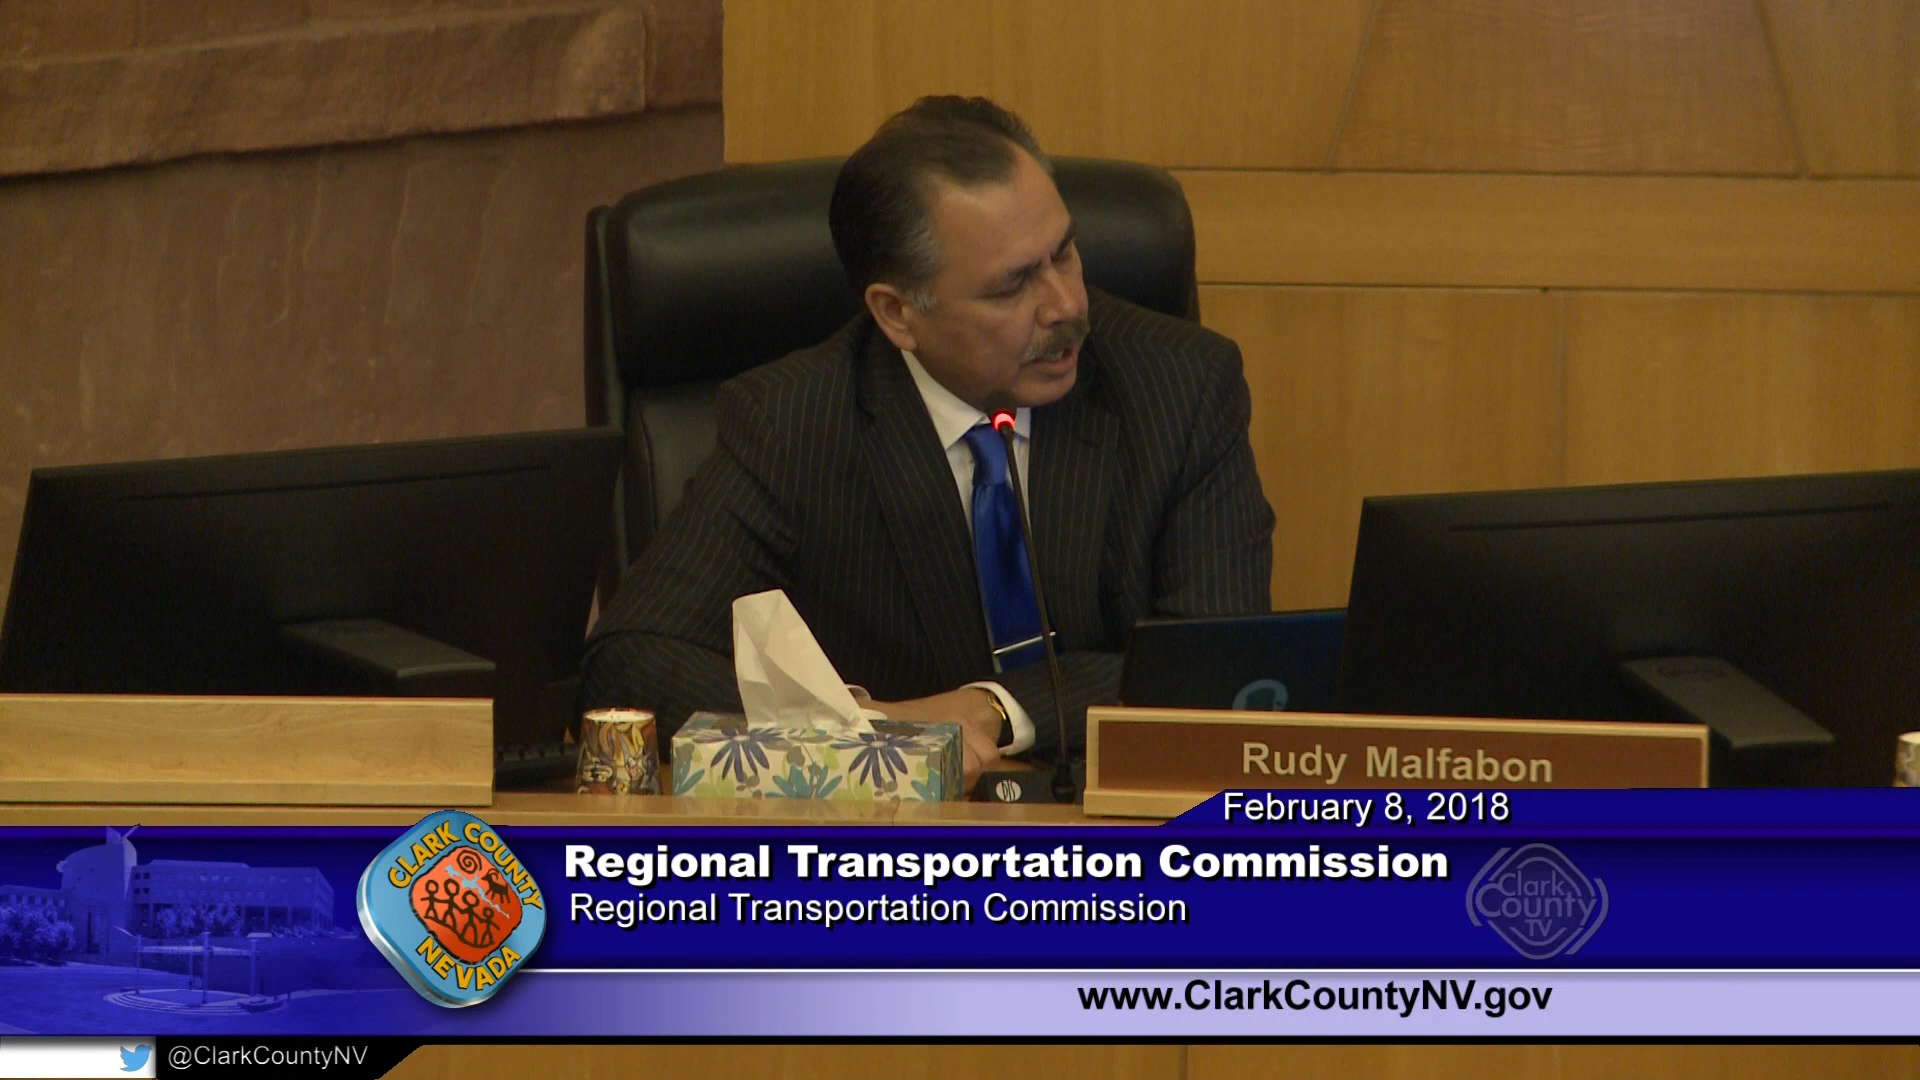 Rudy Malfabon
February 8, 2018
Regional Transportation Commission
Regional Transportation Commission
CLARK COUNTY
NEVADA
Clark
County
TV
www.ClarkCountyNV.gov
@ClarkCountyNV